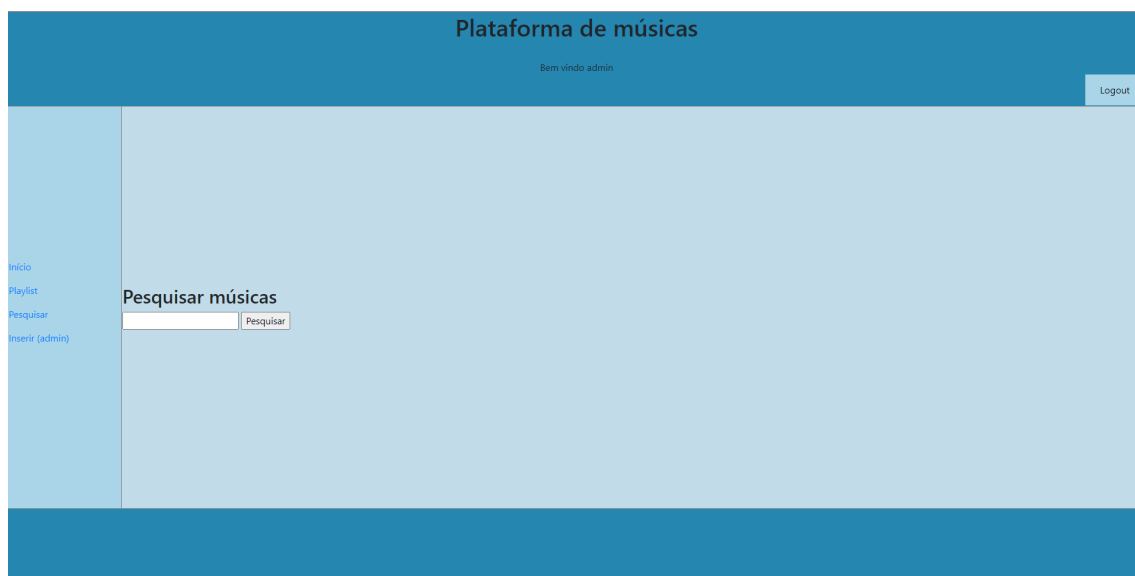 Plataforma de músicas
Bem vindo admin
Logout
Início
Playlist
Pesquisar
Inserir (admin)
Pesquisar músicas
Pesquisar